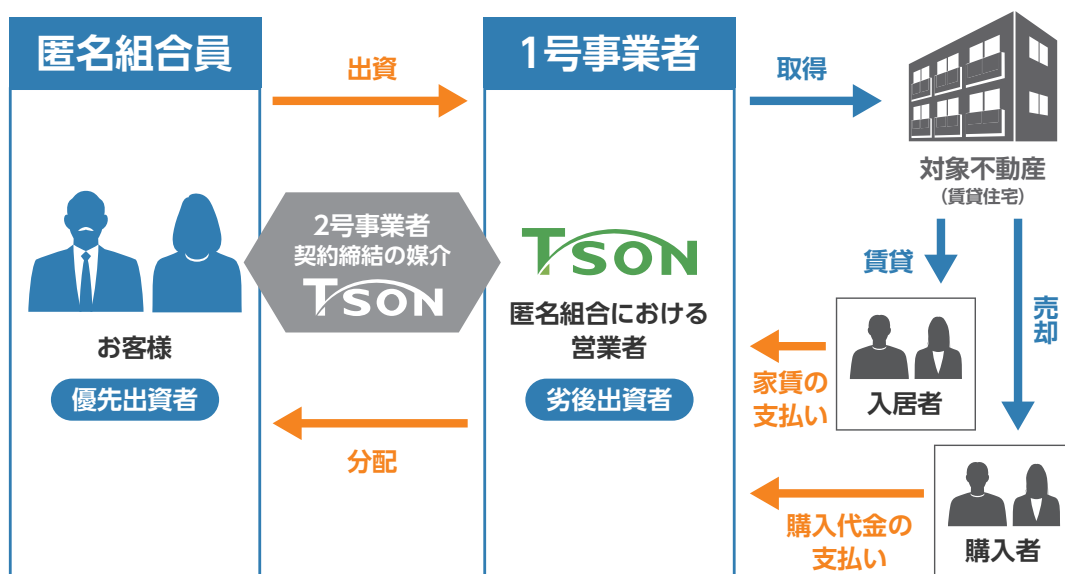 匿名組合員
出資
1号事業者
取得
対象不動産
(賃貸住宅)
2号事業者
契約締結の媒介
TSON
TSON
匿名組合における
営業者
お客様
優先出資者
劣後出資者
分配
賃貸
売却
入居者
家賃の
支払い
購入者
購入代金の
支払い